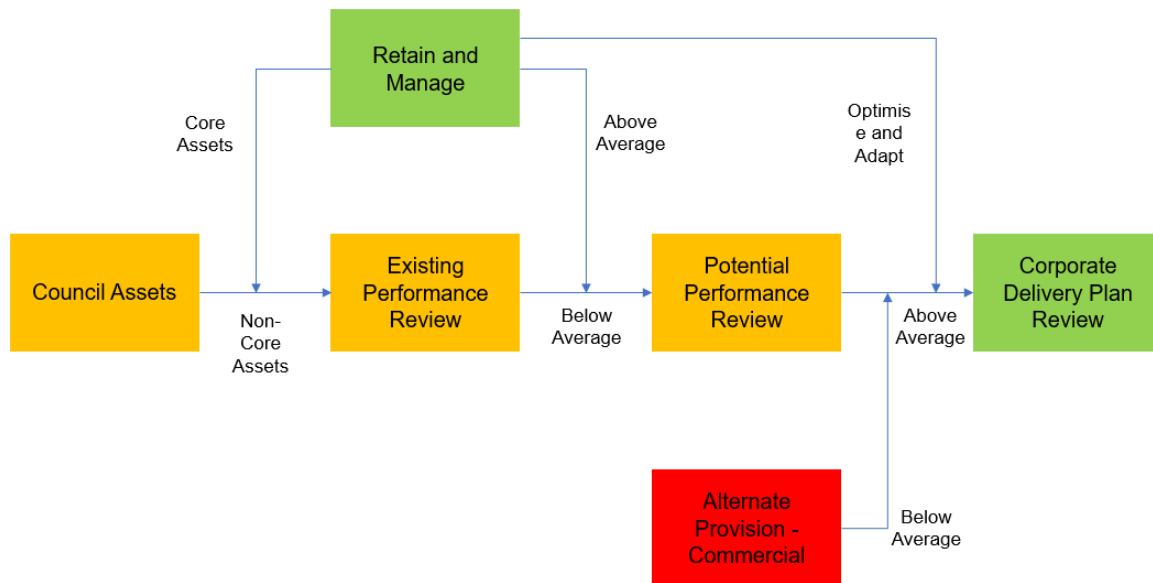 Retain and
Manage
Core
Assets
Above
Average
Optimis
e and
Adapt
Council Assets
Non-
Core
Assets
Existing
Performance
Review
Below
Average
Potential
Performance
Review
Above
Average
Corporate
Delivery Plan
Review
Alternate
Provision -
Commercial
Below
Average